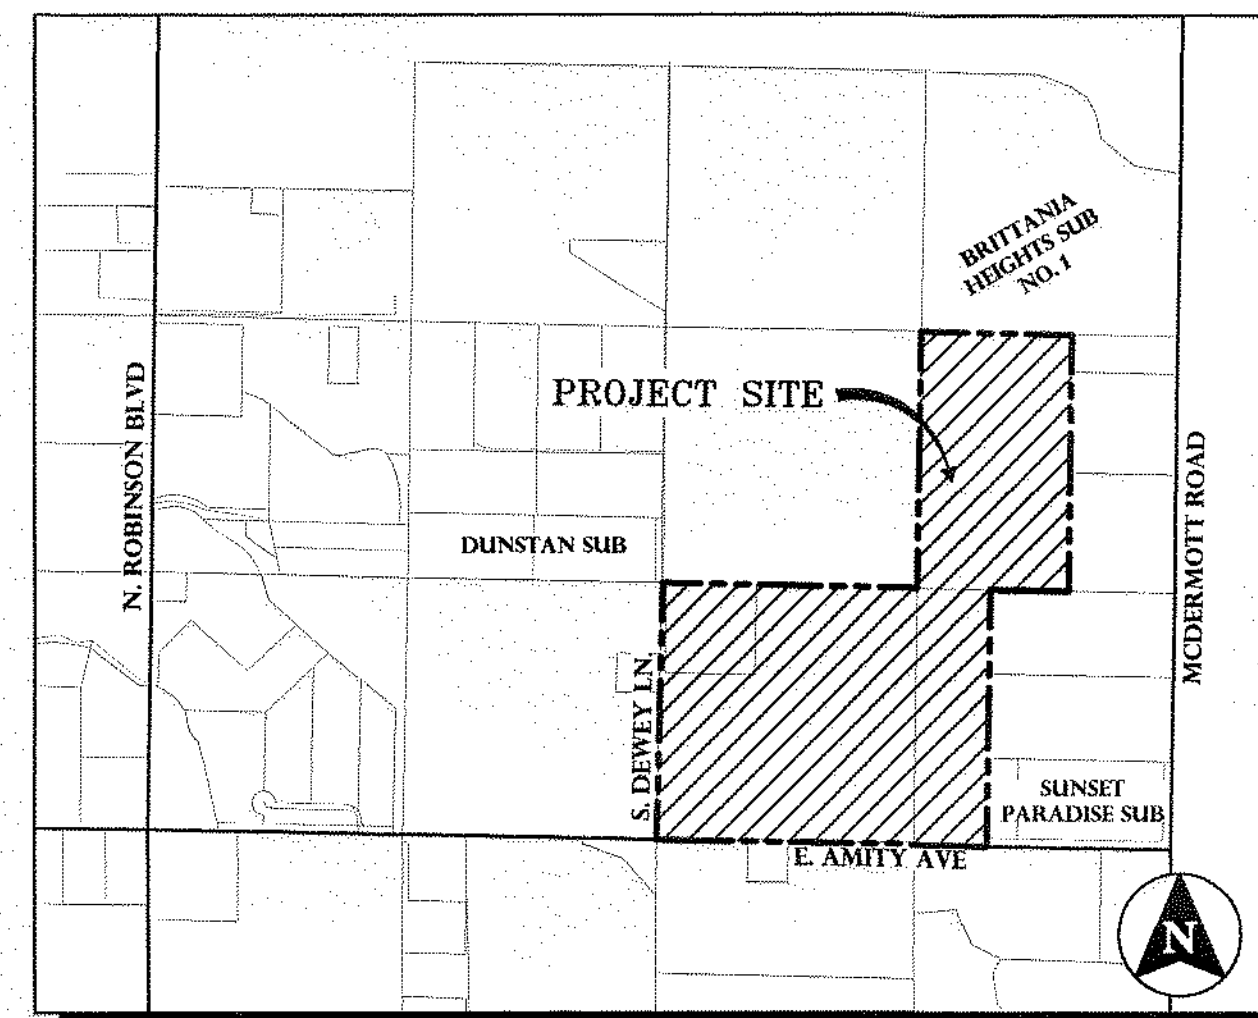 BRITTANIA
HEIGHTS SUB
NO. 1
PROJECT SITE
N. ROBINSON BLVD
MCDERMOTT ROAD
DUNSTAN SUB
S. DEWEY LN.
SUNSET
PARADISE SUB
E. AMITY AVE
N